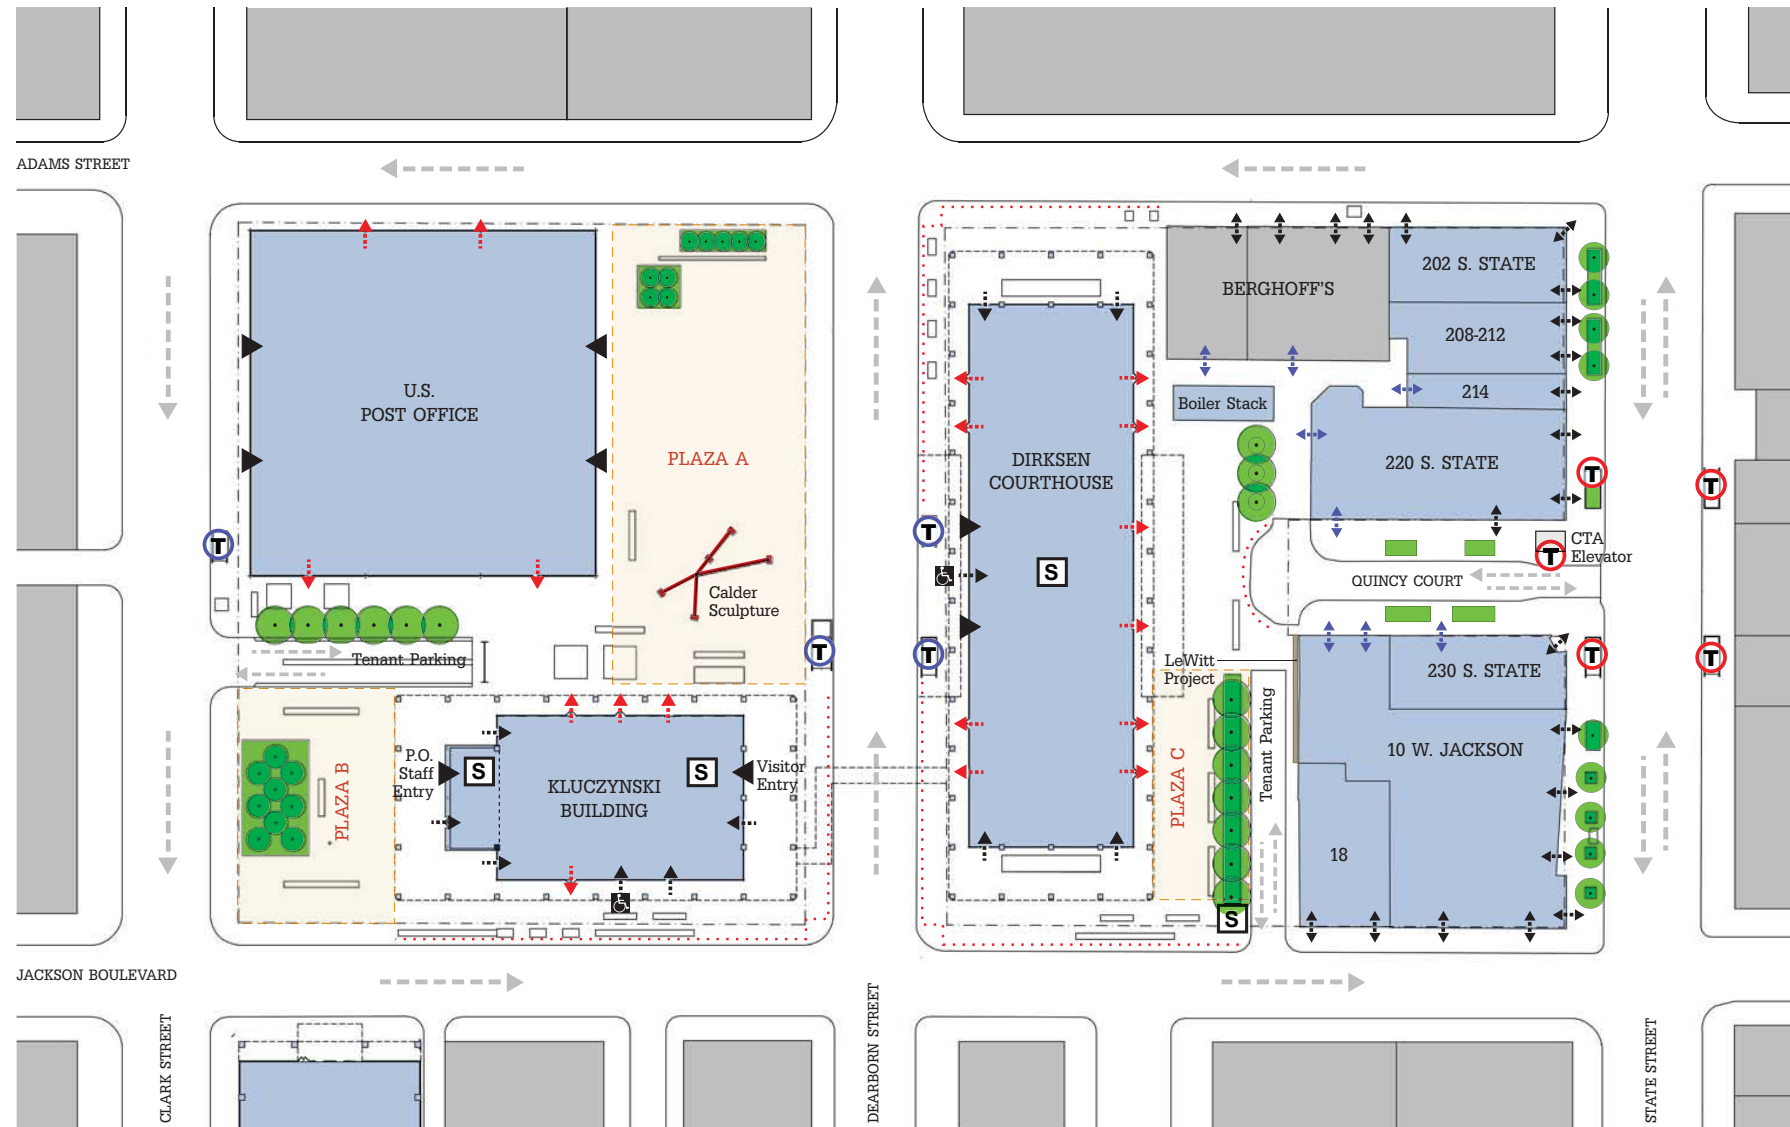 ADAMS STREET
U.S.
POST OFFICE
PLAZA A
Calder
Sculpture
Tenant Parking
PLAZA B
P.O.
Staff
Entry
S
KLUCZYNSKI
BUILDING
S
Visitor
Entry
T
T
T
T
DIRKSEN
COURTHOUSE
S
BERGHOFF'S
Boiler Stack
202 S. STATE
208-212
214
220 S. STATE
T
T
CTA
Elevator
T
QUINCY COURT
LeWitt
Project
PLAZA C
Tenant Parking
S
230 S. STATE
10 W. JACKSON
18
T
T
JACKSON BOULEVARD
CLARK STREET
DEARBORN STREET
STATE STREET